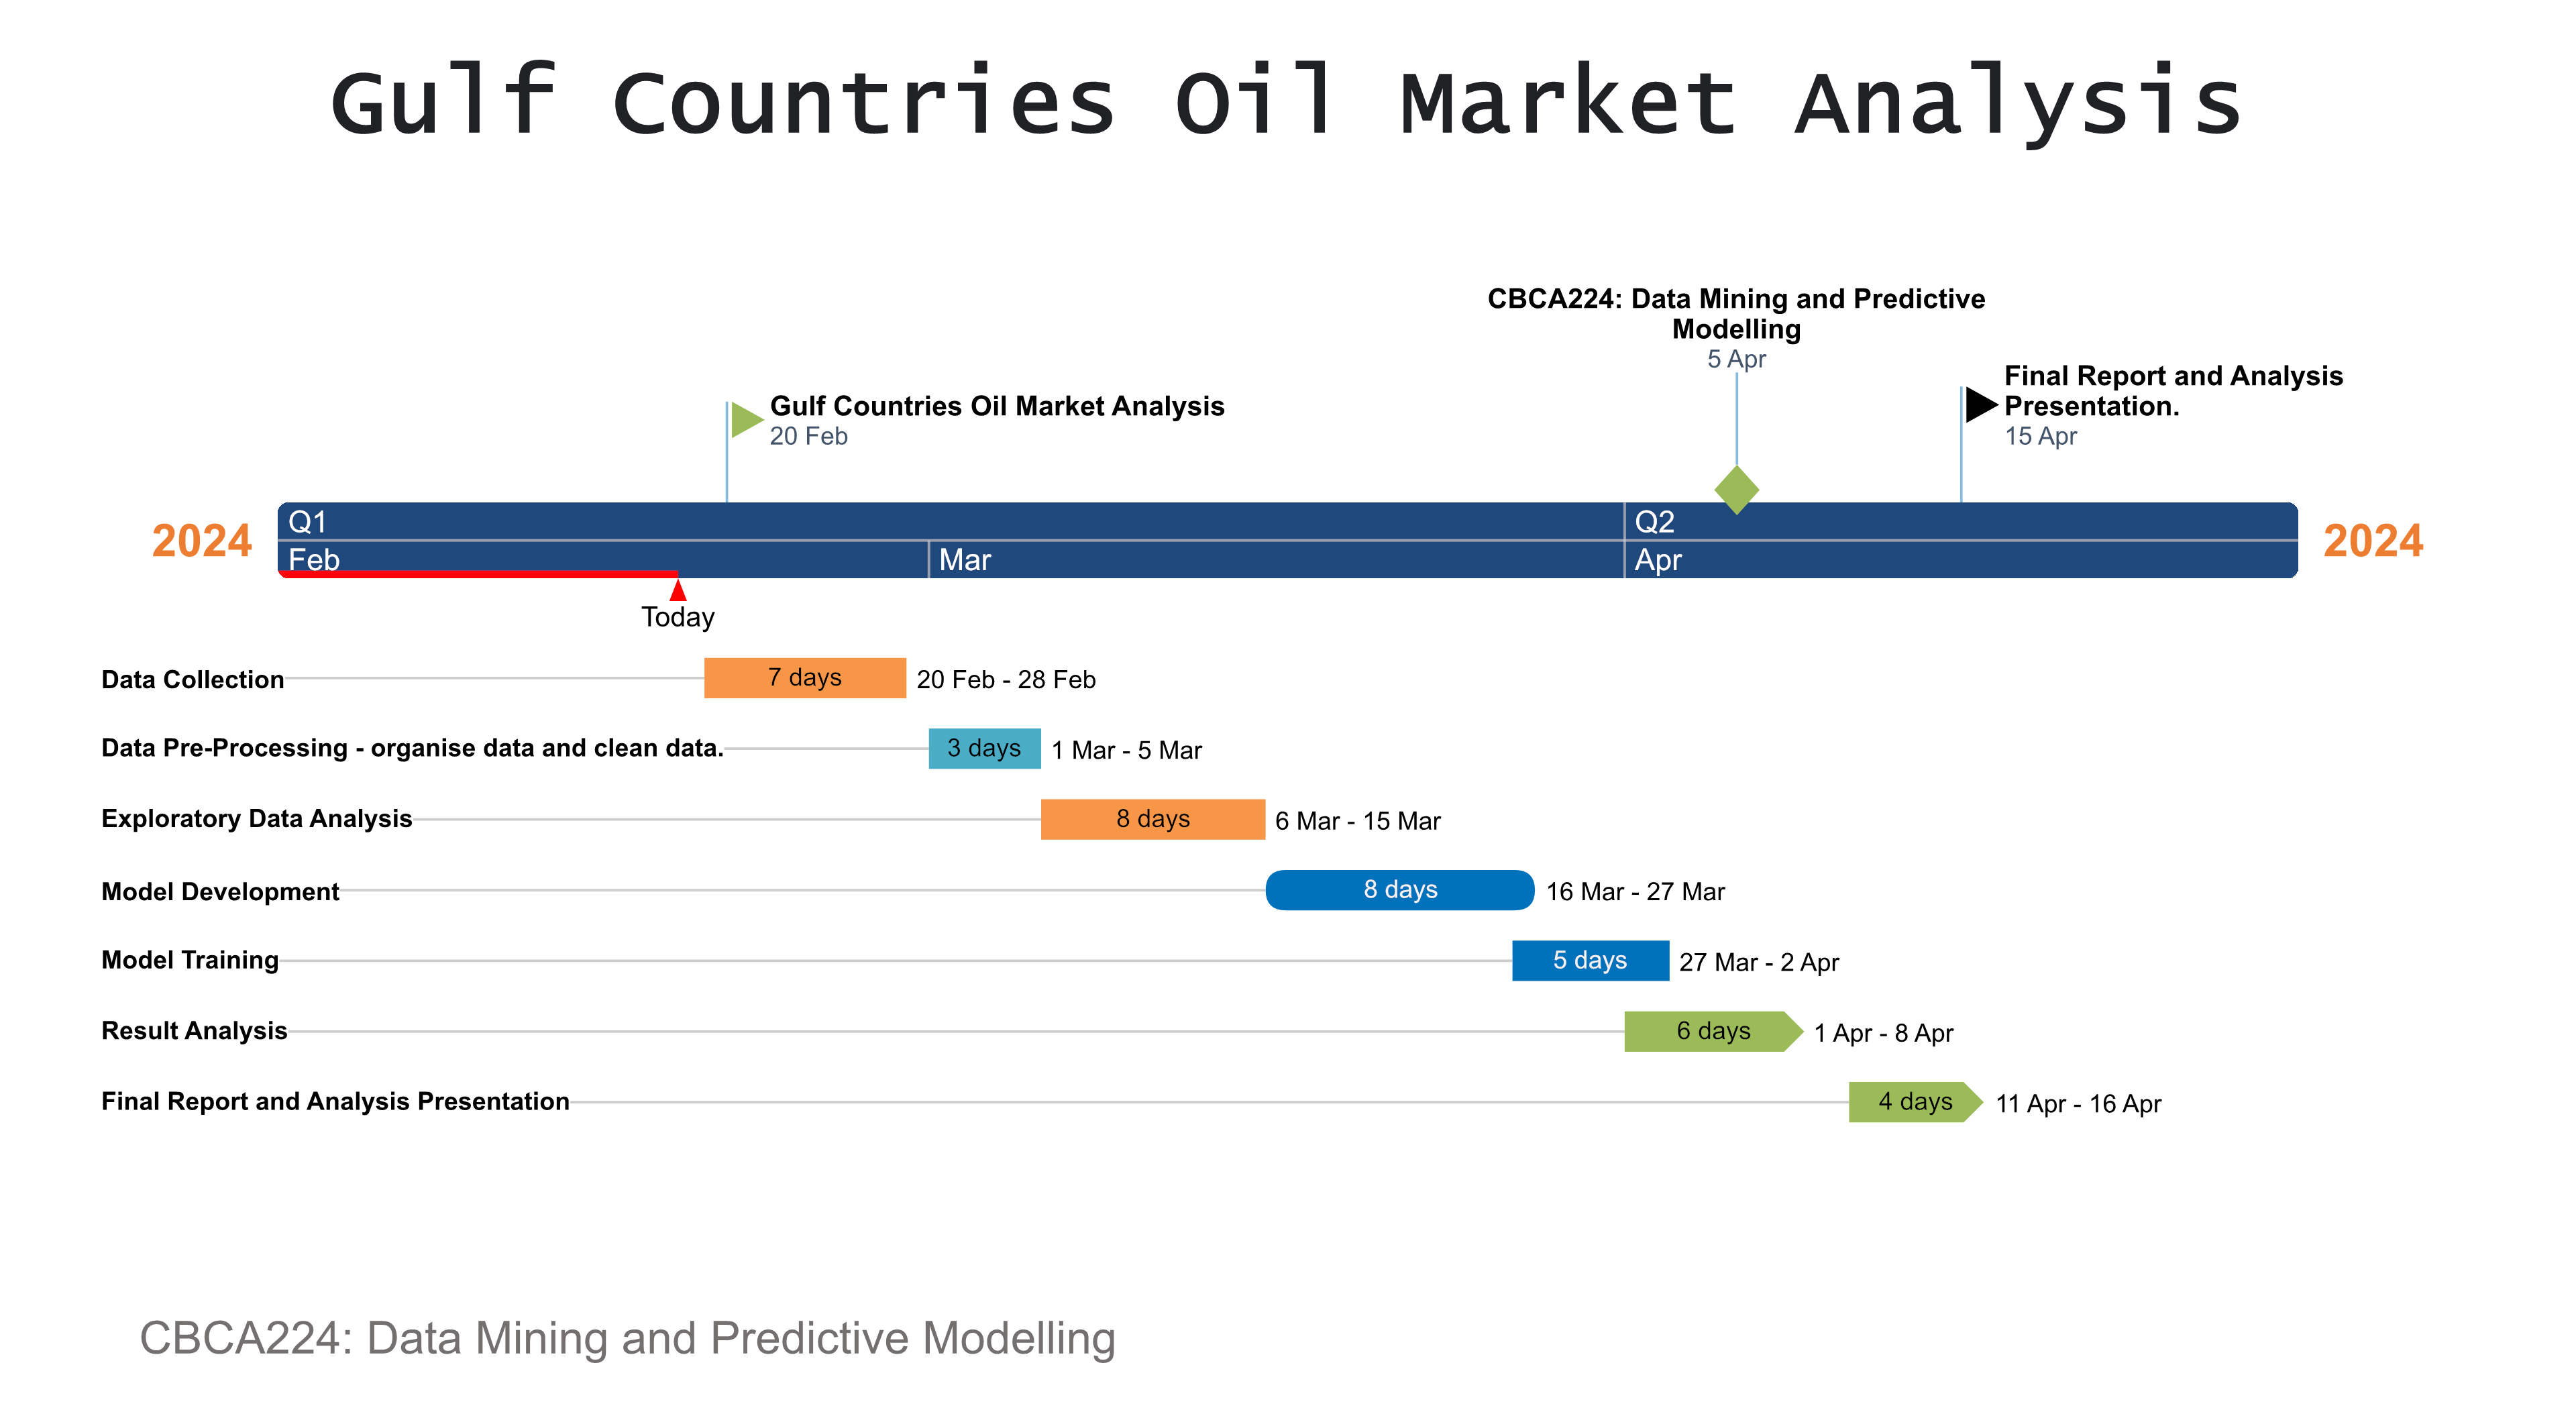 Gulf Countries Oil Market Analysis
CBCA224: Data Mining and Predictive
Modelling
5 Apr
Gulf Countries Oil Market Analysis
20 Feb
Final Report and Analysis
Presentation.
15 Apr
2024
Q1
Q2
2024
Feb
Mar
Apr
Today
Data Collection
7 days
20 Feb - 28 Feb
Data Pre-Processing - organise data and clean data.
3 days
1 Mar - 5 Mar
Exploratory Data Analysis
8 days
6 Mar - 15 Mar
Model Development
8 days
16 Mar - 27 Mar
Model Training
5 days
27 Mar - 2 Apr
Result Analysis
6 days
1 Apr - 8 Apr
Final Report and Analysis Presentation
4 days
11 Apr - 16 Apr
CBCA224: Data Mining and Predictive Modelling